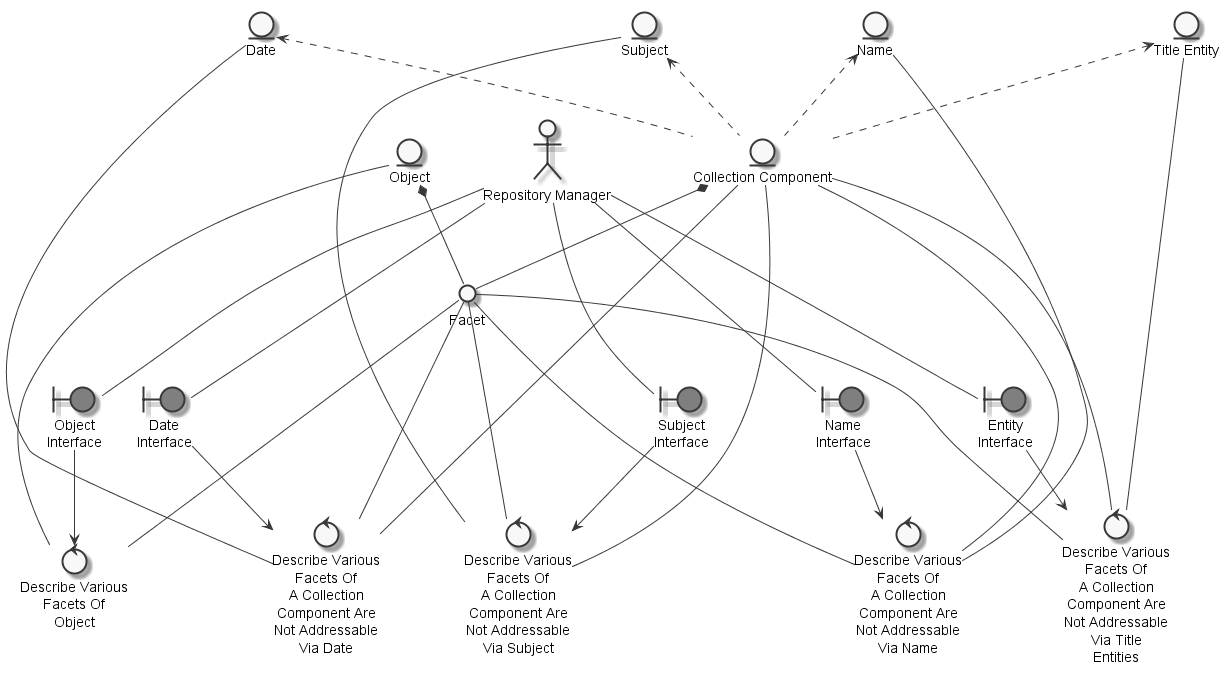 Date
Subject
Name
Title Entity
Object
Repository Manager
Collection Component
Facet
Object
Interface
Date
Interface
Subject
Interface
Name
Interface
Entity
Interface
Describe Various
Facets Of
Object
Describe Various
Facets Of
A Collection
Component Are
Not Addressable
Via Date
Describe Various
Facets Of
A Collection
Component Are
Not Addressable
Via Subject
Describe Various
Facets Of
A Collection
Component Are
Not Addressable
Via Name
Describe Various
Facets Of
A Collection
Component Are
Not Addressable
Via Title
Entities